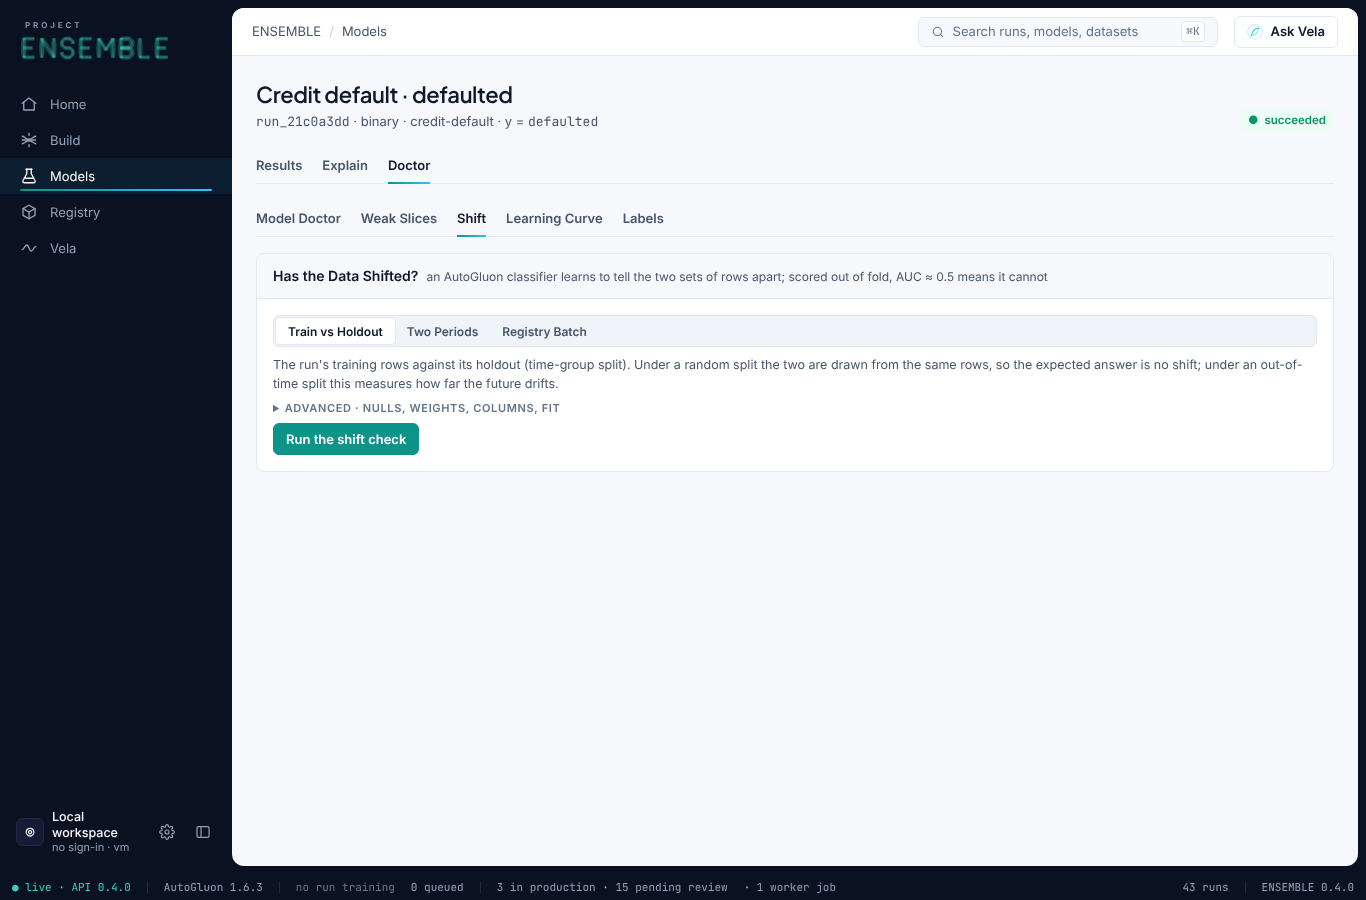 PROJECT
ENSEMBLE
Home
Build
Models
Registry
Vela
Local workspace
no sign-in · vm
ENSEMBLE / Models
Search runs, models, datasets ⌘K
Ask Vela
Credit default · defaulted
run_21c0a3dd · binary · credit-default · y = defaulted
succeeded
Results Explain Doctor
Model Doctor Weak Slices Shift Learning Curve Labels
Has the Data Shifted? an AutoGluon classifier learns to tell the two sets of rows apart; scored out of fold, AUC ≈ 0.5 means it cannot
Train vs Holdout Two Periods Registry Batch
The run's training rows against its holdout (time-group split). Under a random split the two are drawn from the same rows, so the expected answer is no shift; under an out-of-
time split this measures how far the future drifts.
ADVANCED · NULLS, WEIGHTS, COLUMNS, FIT
Run the shift check
live · API 0.4.0 AutoGluon 1.6.3 no run training 0 queued 3 in production · 15 pending review · 1 worker job 43 runs ENSEMBLE 0.4.0